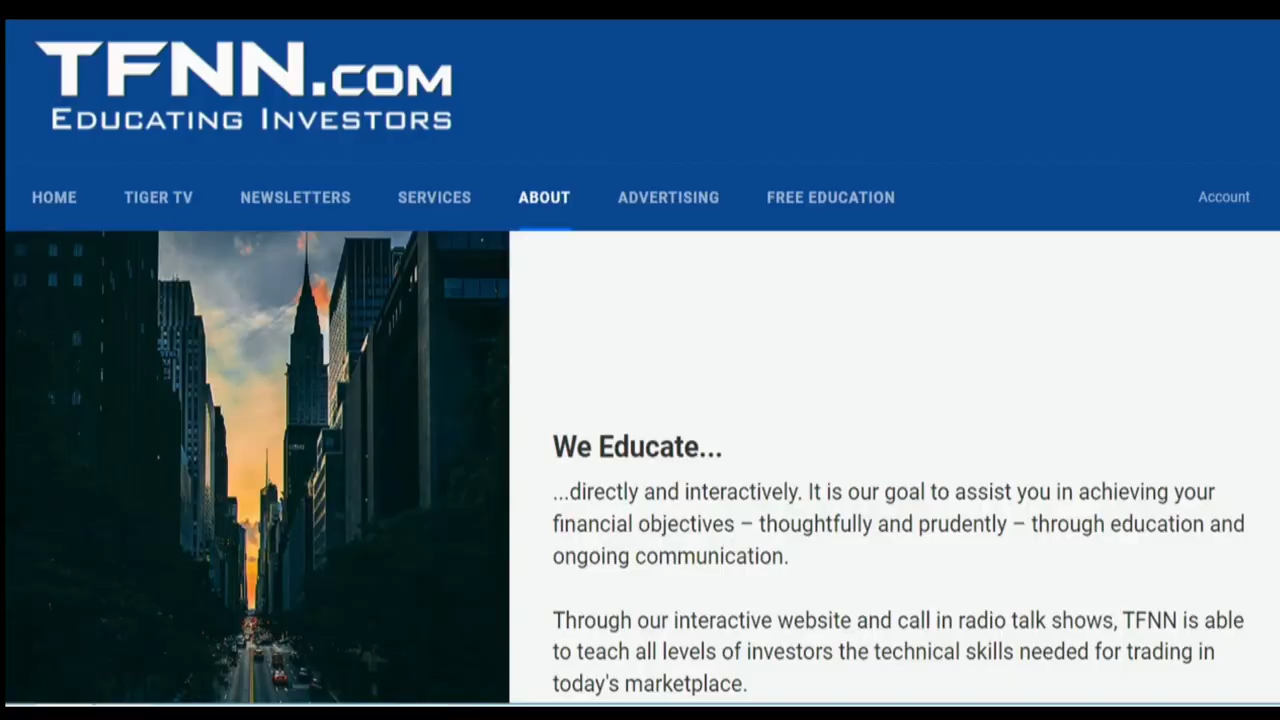 TFNN.COM
EDUCATING INVESTORS
HOME TIGER TV NEWSLETTERS SERVICES ABOUT ADVERTISING FREE EDUCATION Account
We Educate...
...directly and interactively. It is our goal to assist you in achieving your
financial objectives – thoughtfully and prudently – through education and
ongoing communication.
Through our interactive website and call in radio talk shows, TFNN is able
to teach all levels of investors the technical skills needed for trading in
today's marketplace.